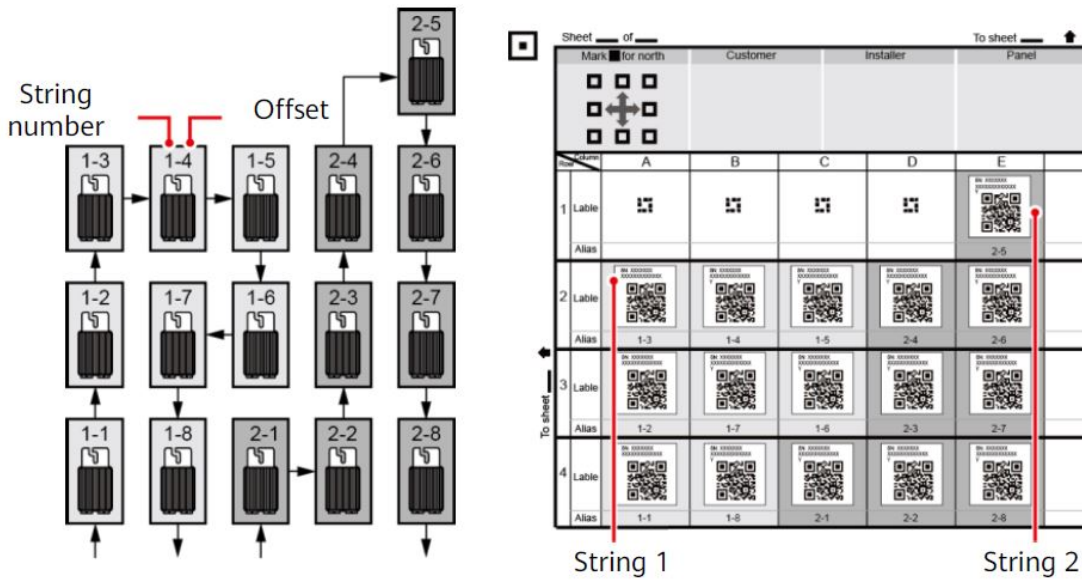 String
number
Offset
2-5
1-3 1-4 1-5 2-4 2-6
1-2 1-7 1-6 2-3 2-7
1-1 1-8 2-1 2-2 2-8
Sheet of
To sheet
Mark for north Customer Installer Panel
Row Column A B C D E
1 Lable
Alias 2-5
2 Lable
Alias 1-3 1-4 1-5 2-4 2-6
3 Lable
Alias 1-2 1-7 1-6 2-3 2-7
4 Lable
Alias 1-1 1-8 2-1 2-2 2-8
To sheet
String 1
String 2